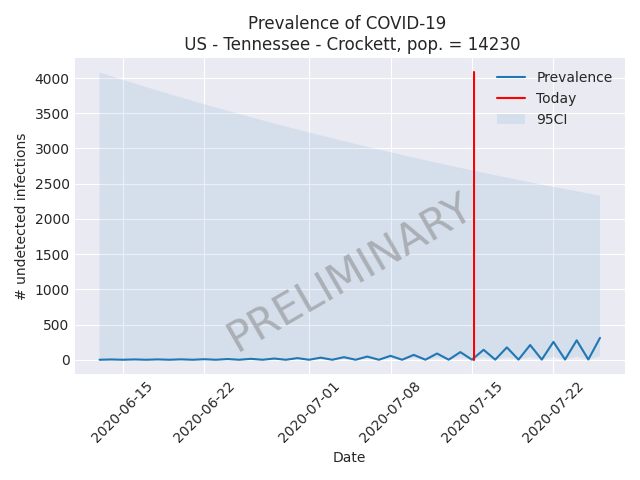 Prevalence of COVID-19
US - Tennessee - Crockett, pop. = 14230
4000
3500
3000
2500
2000
1500
1000
500
0
# undetected infections
Prevalence
Today
95CI
PRELIMINARY
2020-06-15
2020-06-22
2020-07-01
2020-07-08
2020-07-15
2020-07-22
Date